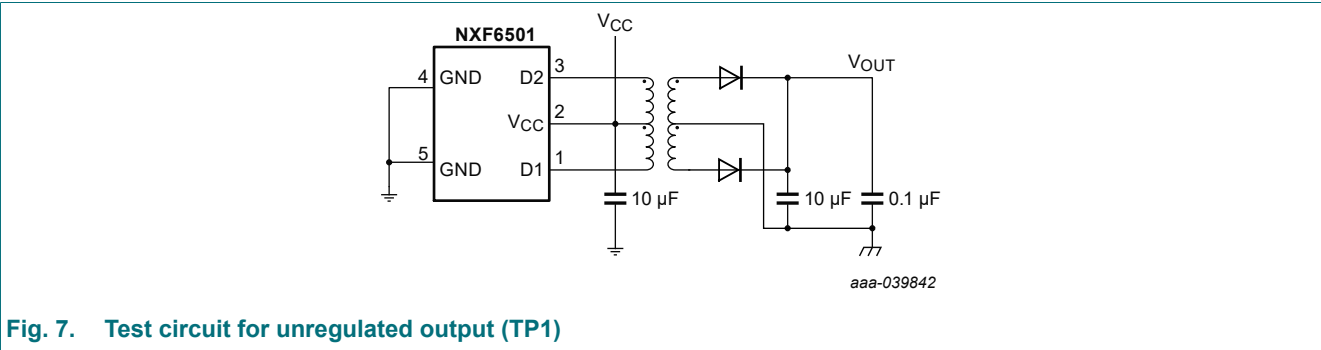 VCC
NXF6501
4 GND D2 3
VCC 2
5 GND D1 1
VOUT
10 µF
10 µF
0.1 µF
aaa-039842
Fig. 7. Test circuit for unregulated output (TP1)